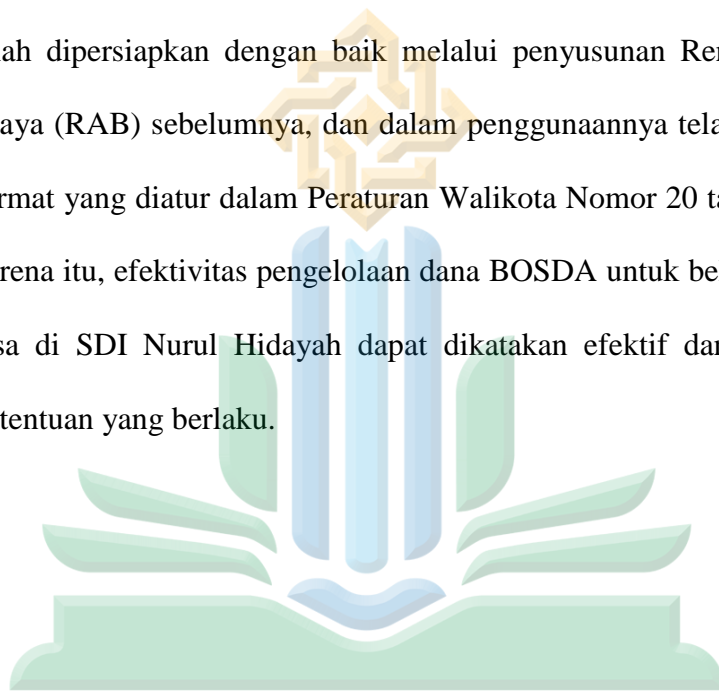 lah dipersiapkan dengan baik melalui penyusunan Ren
aya (RAB) sebelumnya, dan dalam penggunaannya tela
rmat yang diatur dalam Peraturan Walikota Nomor 20 ta
rena itu, efektivitas pengelolaan dana BOSDA untuk be
sa di SDI Nurul Hidayah dapat dikatakan efektif dan
tentuan yang berlaku.